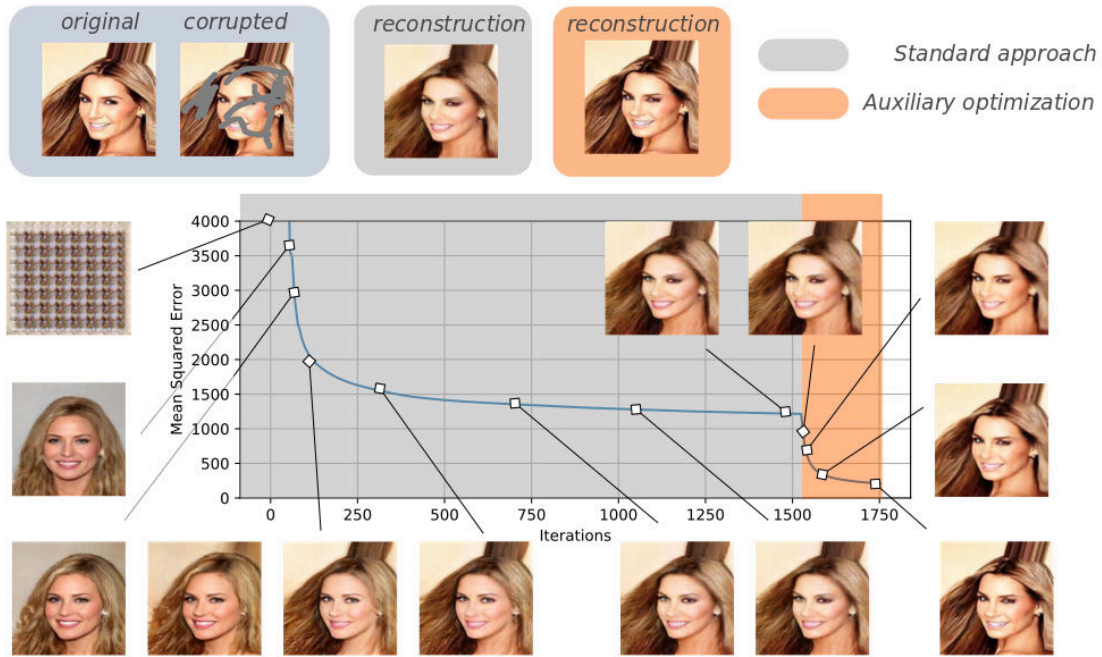 original corrupted
reconstruction
reconstruction
Standard approach
Auxiliary optimization
4000
3500
3000
2500
2000
1500
1000
500
0
Mean Squared Error
0 250 500 750 1000 1250 1500 1750
Iterations